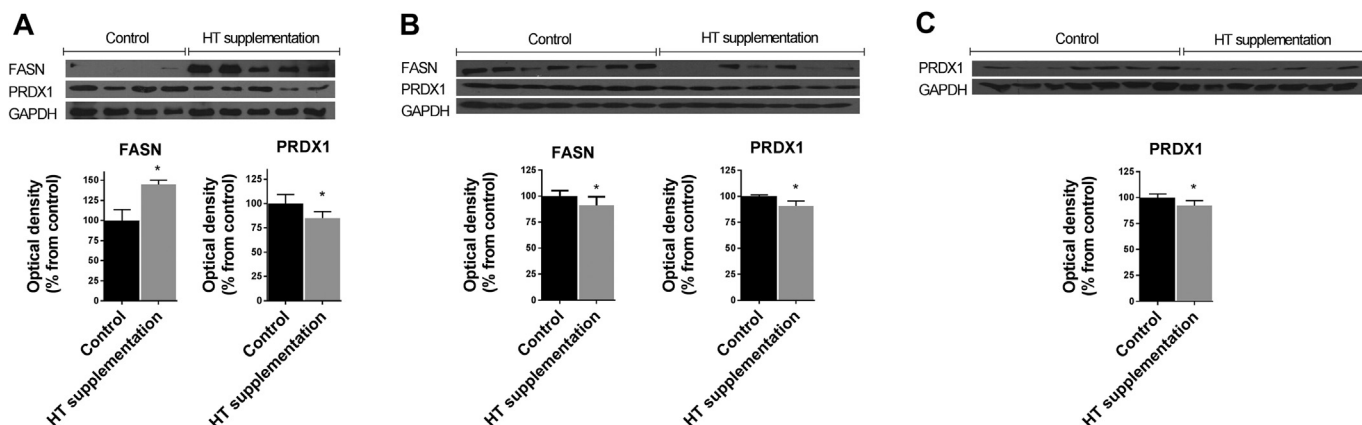 A
Control HT supplementation
FASN
PRDX1
GAPDH
FASN
*
150
125
100
75
50
25
0
Optical density
(% from control)
Control
HT supplementation
PRDX1
*
125
100
75
50
25
0
Optical density
(% from control)
Control
HT supplementation
B
Control HT supplementation
FASN
PRDX1
GAPDH
FASN
*
125
100
75
50
25
0
Optical density
(% from control)
Control
HT supplementation
PRDX1
*
125
100
75
50
25
0
Optical density
(% from control)
Control
HT supplementation
C
Control HT supplementation
PRDX1
GAPDH
PRDX1
*
125
100
75
50
25
0
Optical density
(% from control)
Control
HT supplementation